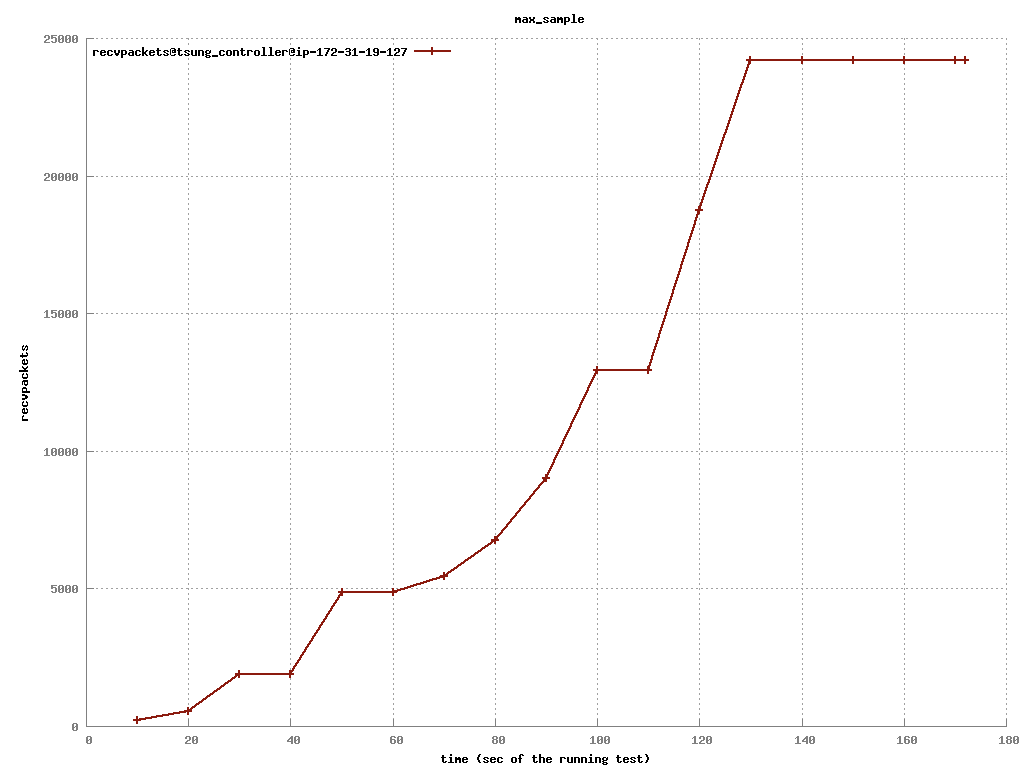 max_sample
recvpackets@tsung_controller@ip-172-31-19-127
25000
20000
15000
10000
5000
0
recvpackets
0 20 40 60 80 100 120 140 160 180
time (sec of the running test)